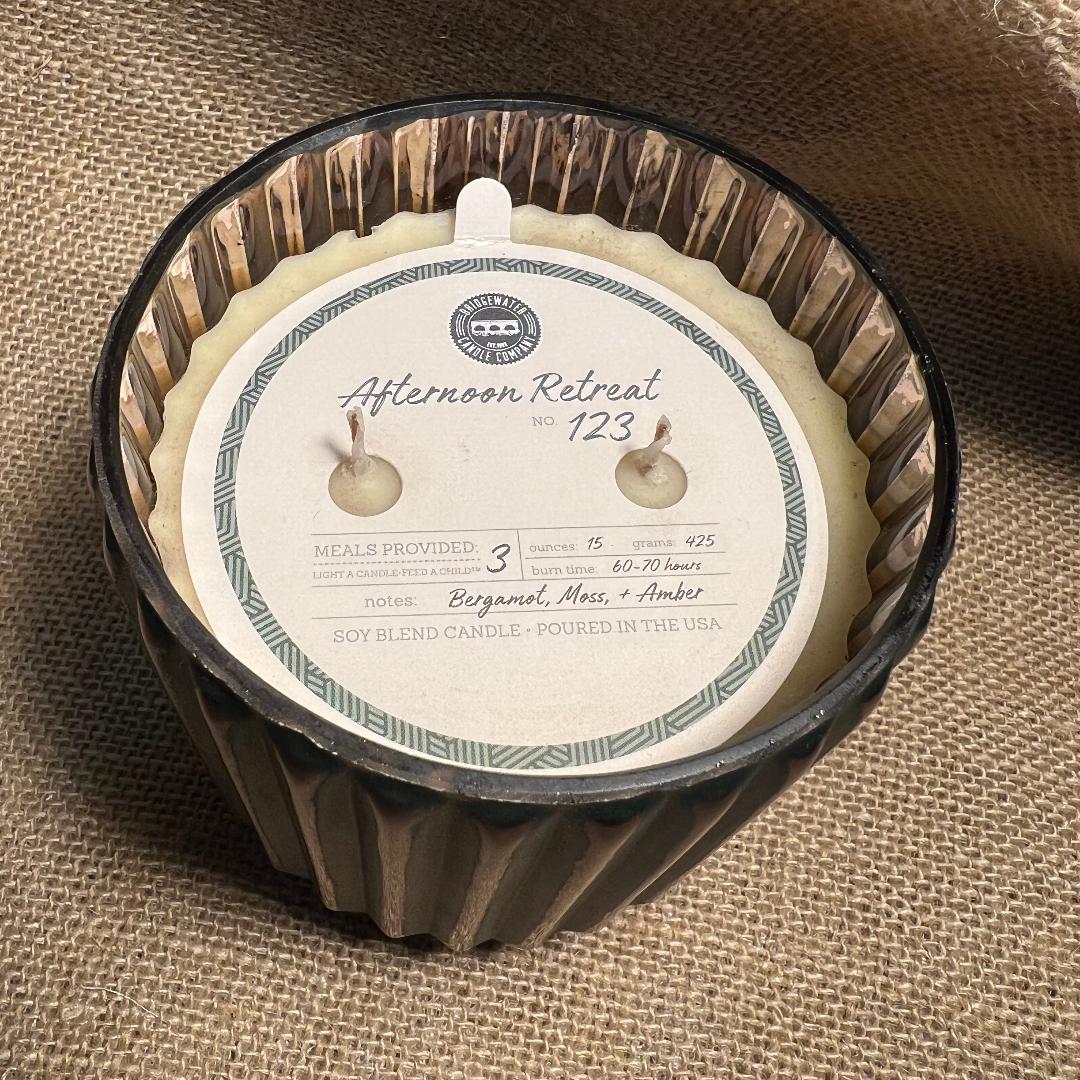 BRIDGEWATER
CANDLE COMPANY
Afternoon Retreat
NO. 123
MEALS PROVIDED: 3
LIGHT A CANDLE•FEED A CHILD™
ounces: 15 - grams: 425
burn time: 60-70 hours
notes: Bergamot, Moss, + Amber
SOY BLEND CANDLE • POURED IN THE USA